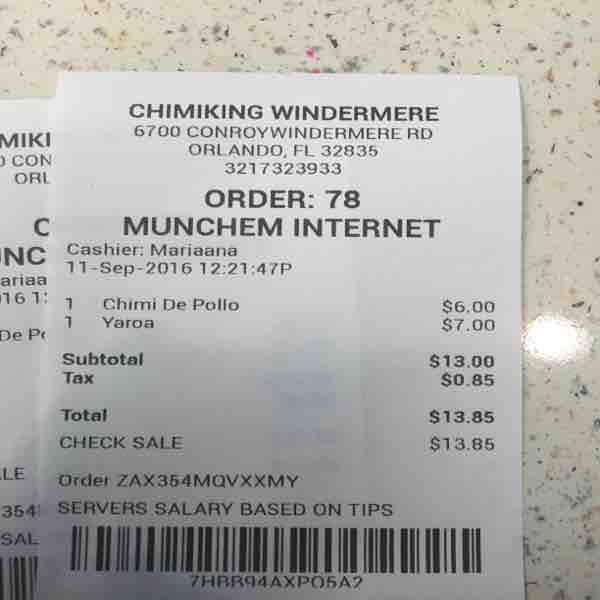 CHIMIKING WINDERMERE
6700 CONROYWINDERMERE RD
ORLANDO, FL 32835
3217323933
ORDER: 78
MUNCHEM INTERNET
Cashier: Mariaana
11-Sep-2016 12:21:47P
1 Chimi De Pollo $6.00
1 Yaroa $7.00
Subtotal $13.00
Tax $0.85
Total $13.85
CHECK SALE $13.85
Order ZAX354MQVXXMY
SERVERS SALARY BASED ON TIPS
7HBR94AXPQ5A2